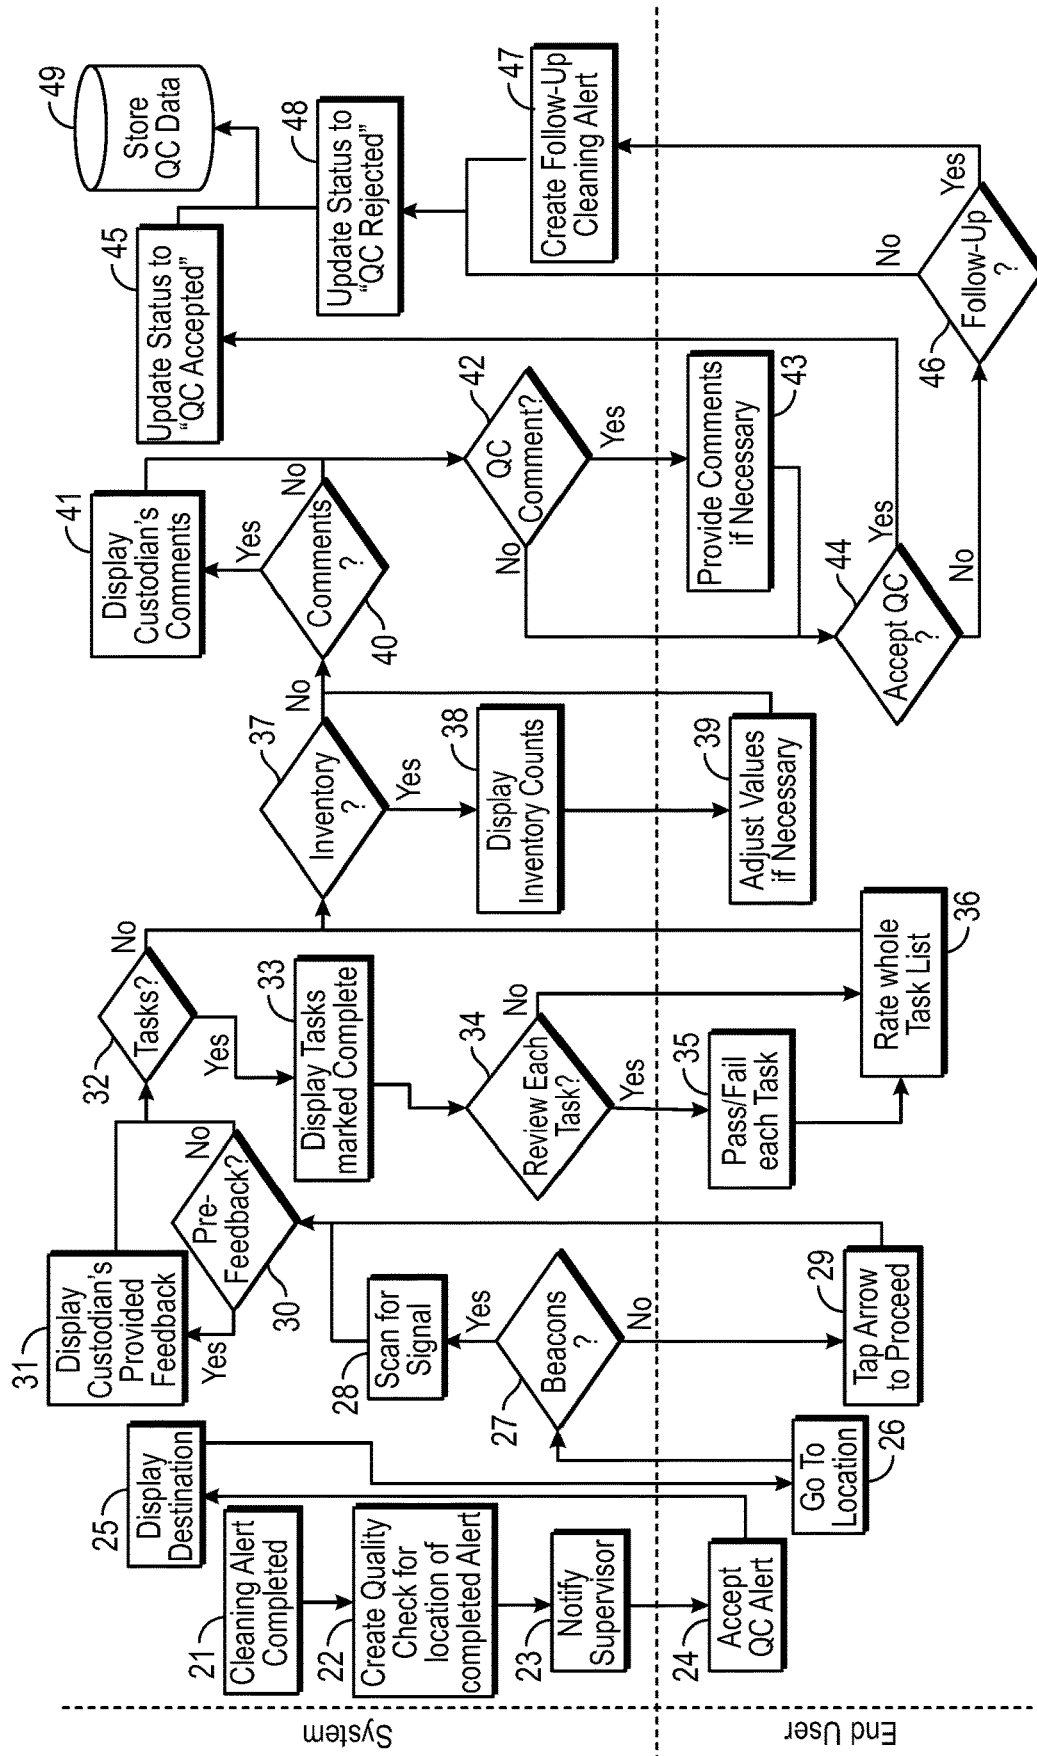 System
End User
21
Cleaning Alert
Completed
22
Create Quality
Check for
location of
completed Alert
23
Notify
Supervisor
24
Accept
QC Alert
25
Display
Destination
26
Go To
Location
27
Beacons
?
Yes
No
28
Scan for
Signal
29
Tap Arrow
to Proceed
30
Pre-
Feedback?
Yes
No
31
Display
Custodian's
Provided
Feedback
32
Tasks?
Yes
No
33
Display Tasks
marked Complete
34
Review Each
Task?
Yes
No
35
Pass/Fail
each Task
36
Rate whole
Task List
37
Inventory
?
Yes
No
38
Display
Inventory Counts
39
Adjust Values
if Necessary
40
Comments
?
Yes
No
41
Display
Custodian's
Comments
42
QC
Comment?
Yes
No
43
Provide Comments
if Necessary
44
Accept QC
?
Yes
No
45
Update Status to
“QC Accepted”
46
Follow-Up
?
Yes
No
47
Create Follow-Up
Cleaning Alert
48
Update Status to
“QC Rejected”
49
Store
QC Data